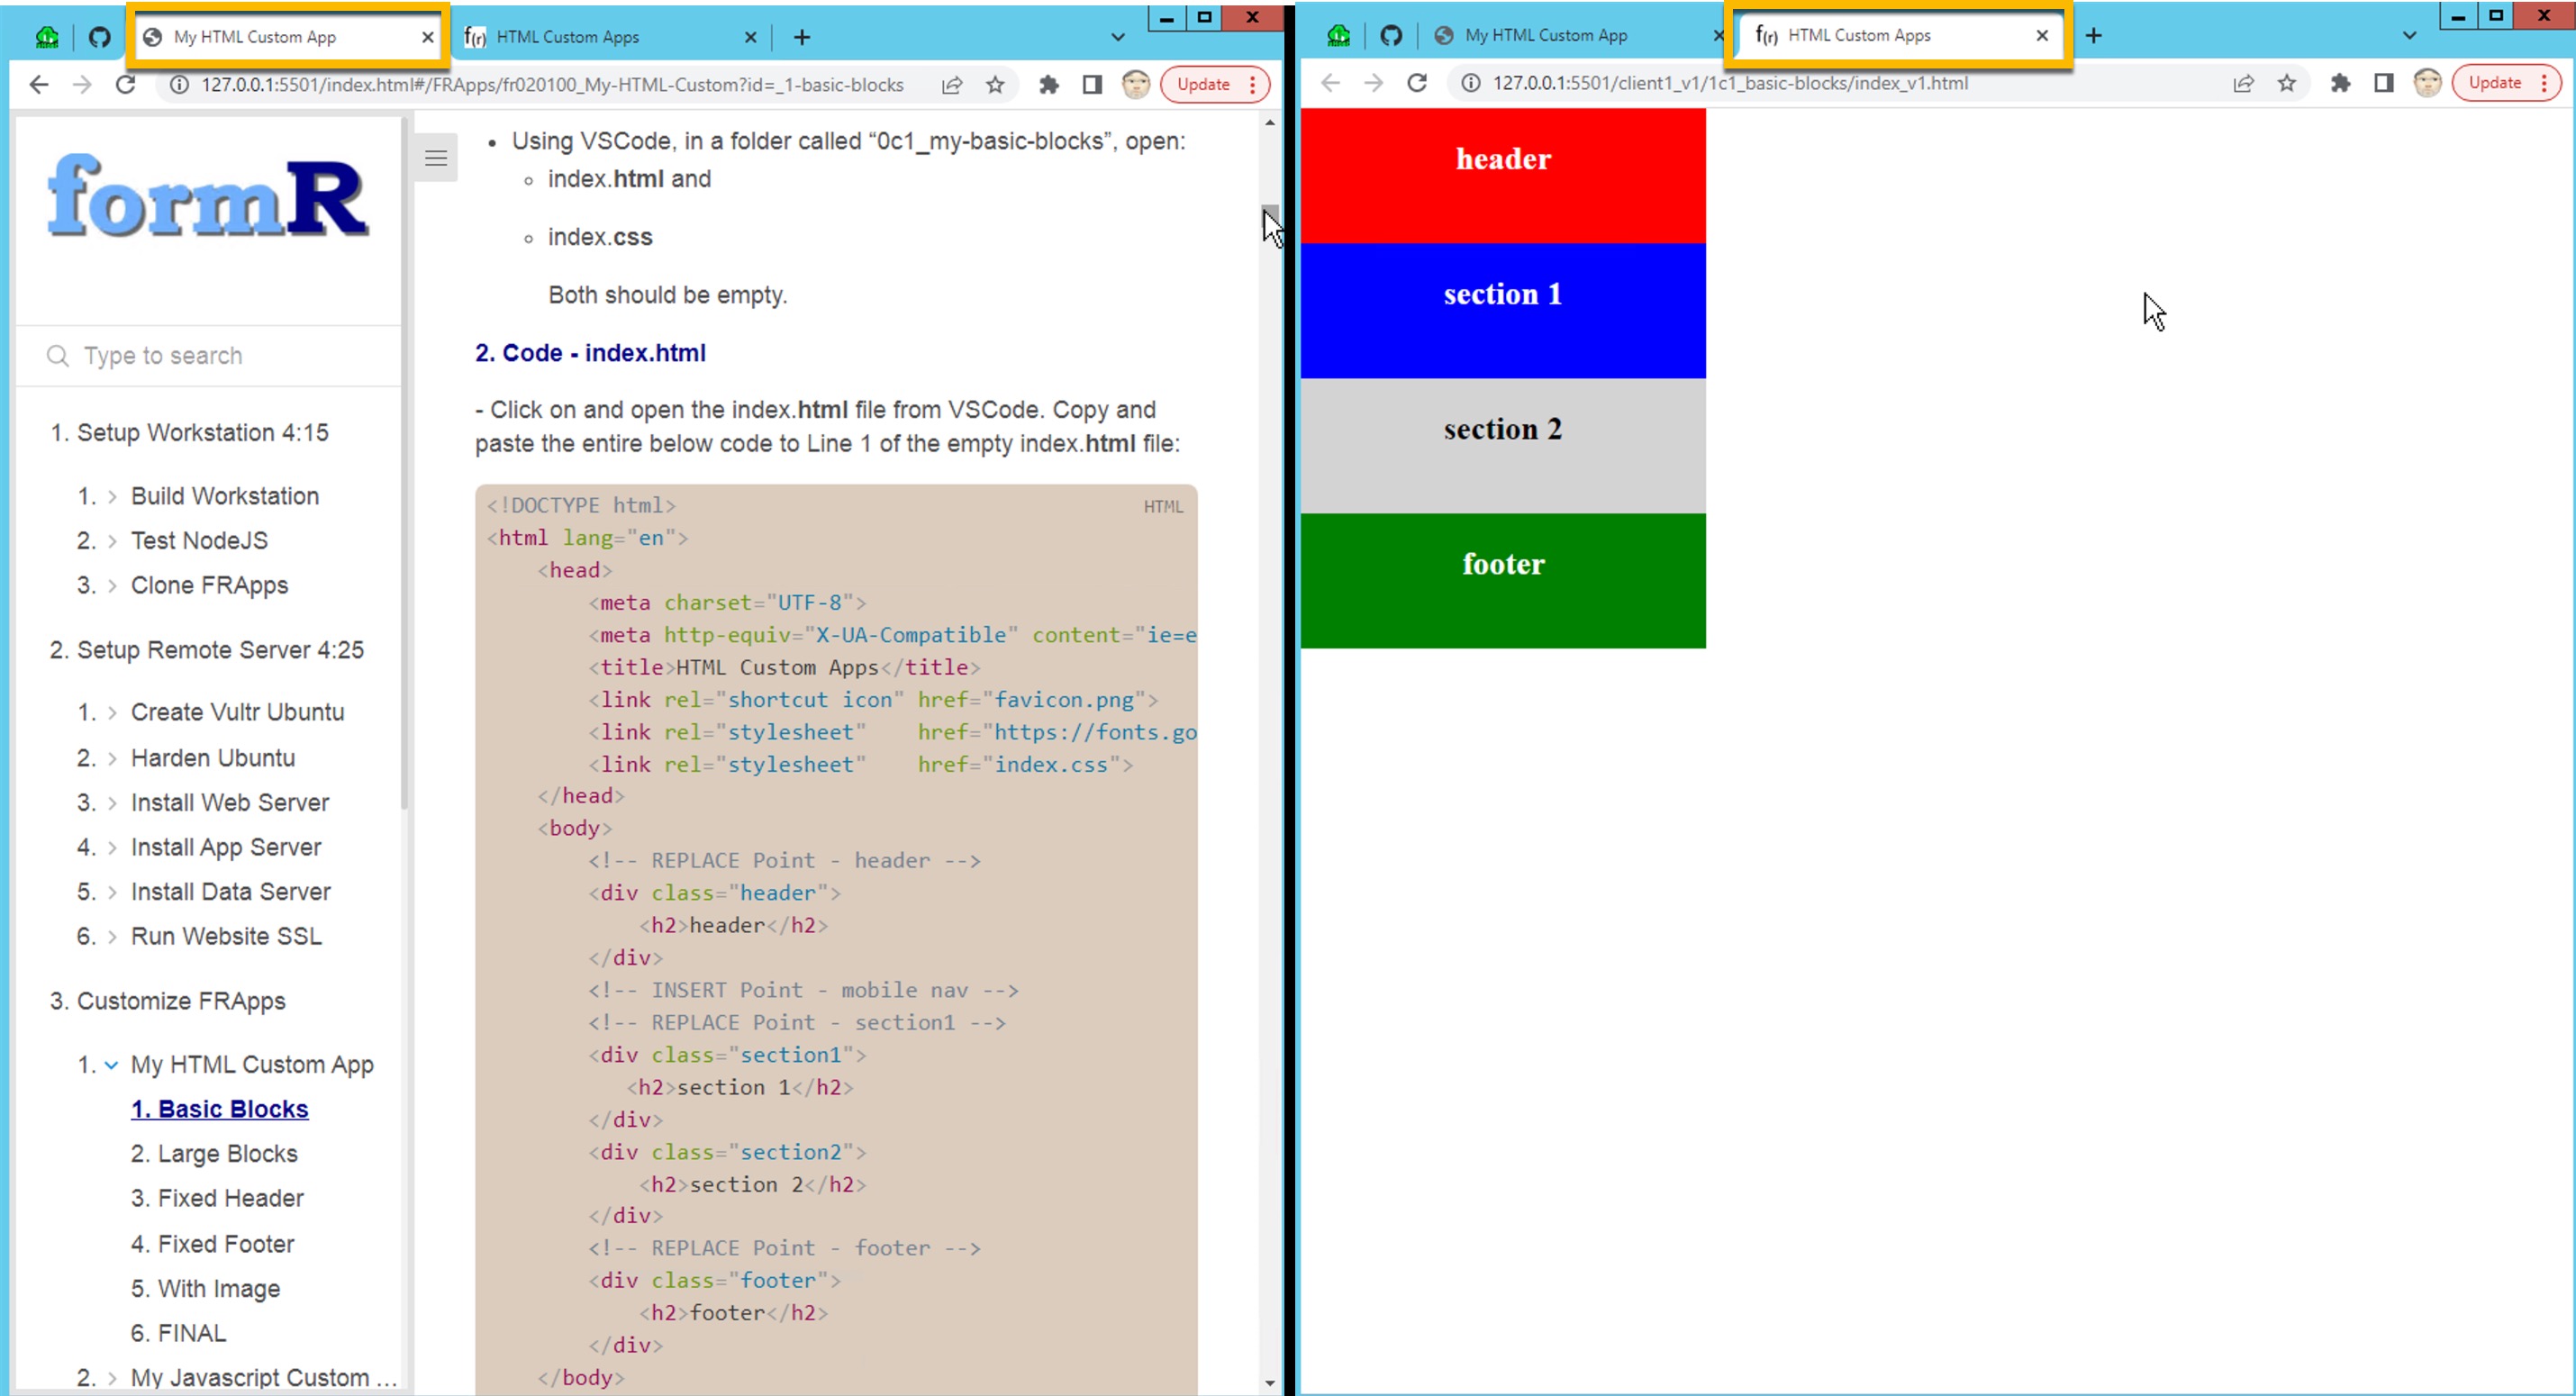 My HTML Custom App
f(r) HTML Custom Apps
127.0.0.1:5501/index.html#/FRApps/fr020100_My-HTML-Custom?id=_1-basic-blocks
Update
formR
Type to search
1. Setup Workstation 4:15
1. Build Workstation
2. Test NodeJS
3. Clone FRApps
2. Setup Remote Server 4:25
1. Create Vultr Ubuntu
2. Harden Ubuntu
3. Install Web Server
4. Install App Server
5. Install Data Server
6. Run Website SSL
3. Customize FRApps
1. My HTML Custom App
1. Basic Blocks
2. Large Blocks
3. Fixed Header
4. Fixed Footer
5. With Image
6. FINAL
2. My Javascript Custom ...
• Using VSCode, in a folder called “0c1_my-basic-blocks”, open:
◦ index.html and
◦ index.css
Both should be empty.
2. Code - index.html
- Click on and open the index.html file from VSCode. Copy and
paste the entire below code to Line 1 of the empty index.html file:
HTML
<!DOCTYPE html>
<html lang="en">
<head>
<meta charset="UTF-8">
<meta http-equiv="X-UA-Compatible" content="ie=e
<title>HTML Custom Apps</title>
<link rel="shortcut icon" href="favicon.png">
<link rel="stylesheet"    href="https://fonts.go
<link rel="stylesheet"    href="index.css">
</head>
<body>
<!-- REPLACE Point - header -->
<div class="header">
<h2>header</h2>
</div>
<!-- INSERT Point - mobile nav -->
<!-- REPLACE Point - section1 -->
<div class="section1">
<h2>section 1</h2>
</div>
<div class="section2">
<h2>section 2</h2>
</div>
<!-- REPLACE Point - footer -->
<div class="footer">
<h2>footer</h2>
</div>
</body>
My HTML Custom App
f(r) HTML Custom Apps
127.0.0.1:5501/client1_v1/1c1_basic-blocks/index_v1.html
Update
header
section 1
section 2
footer